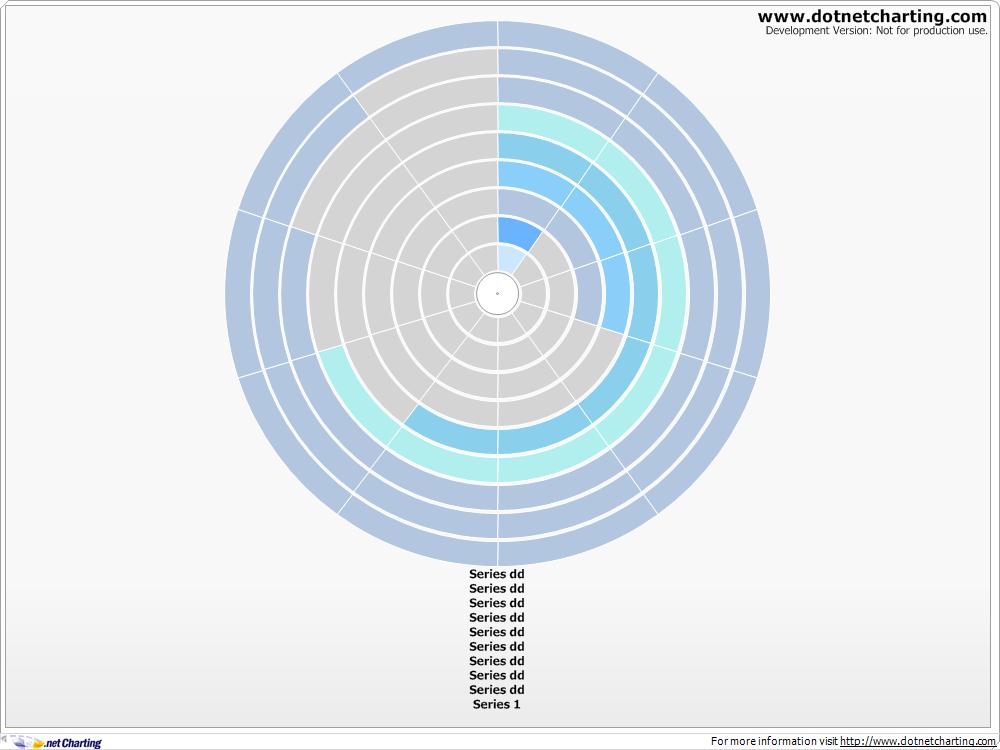 www.dotnetcharting.com
Development Version: Not for production use.
Series dd
Series dd
Series dd
Series dd
Series dd
Series dd
Series dd
Series dd
Series dd
Series 1
.net Charting
For more information visit http://www.dotnetcharting.com